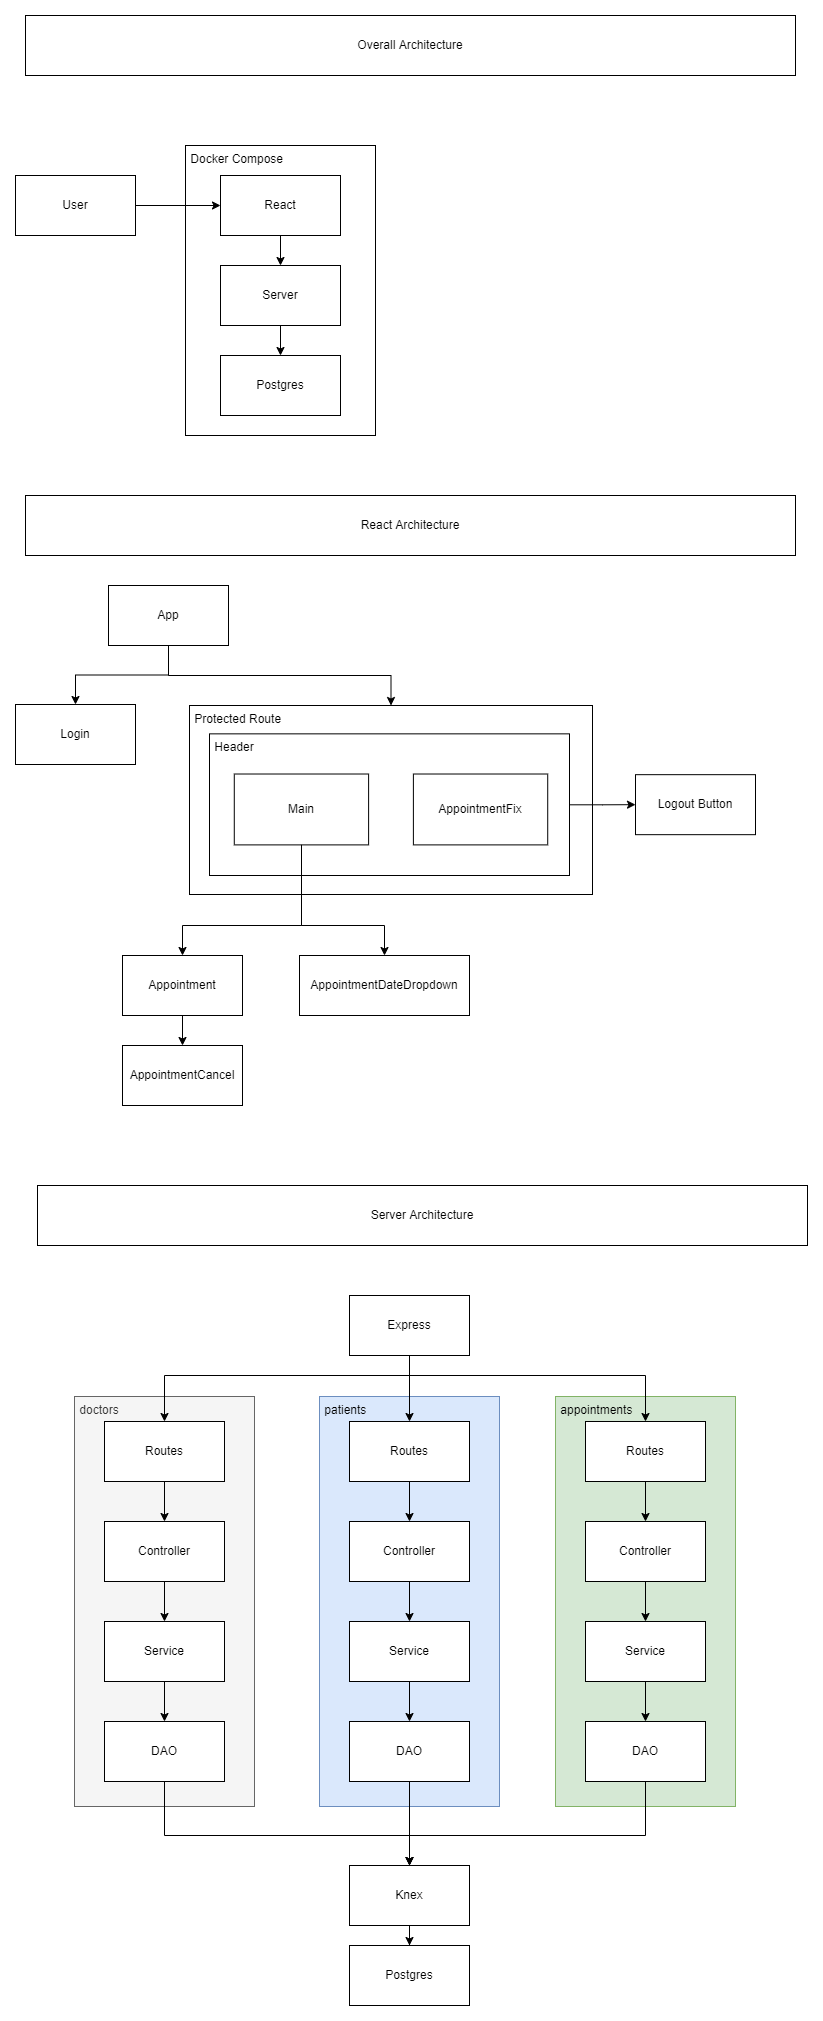 Overall Architecture
Docker Compose
User
React
Server
Postgres
React Architecture
App
Login
Protected Route
Header
Main
AppointmentFix
Logout Button
Appointment
AppointmentDateDropdown
AppointmentCancel
Server Architecture
Express
doctors
patients
appointments
Routes
Routes
Routes
Controller
Controller
Controller
Service
Service
Service
DAO
DAO
DAO
Knex
Postgres